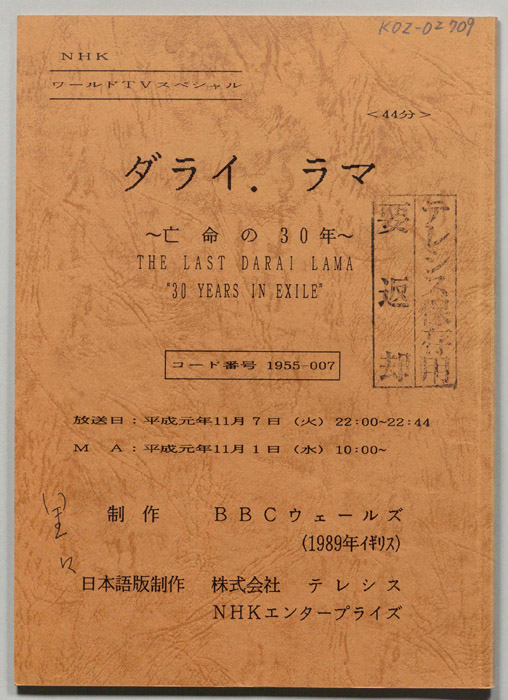 KOZ-02709
NHK
ワールドTVスペシャル
<44分>
ダライ．ラマ
～亡命の30年～
THE LAST DARAI LAMA
"30 YEARS IN EXILE"
テレシス保存用
要返却
コード番号 1955-007
放送日：平成元年11月7日（火）22:00~22:44
MA：平成元年11月1日（水）10:00~
制作 BBCウェールズ
(1989年ｲｷﾞﾘｽ)
日本語版制作 株式会社 テレシス
NHKエンタープライズ